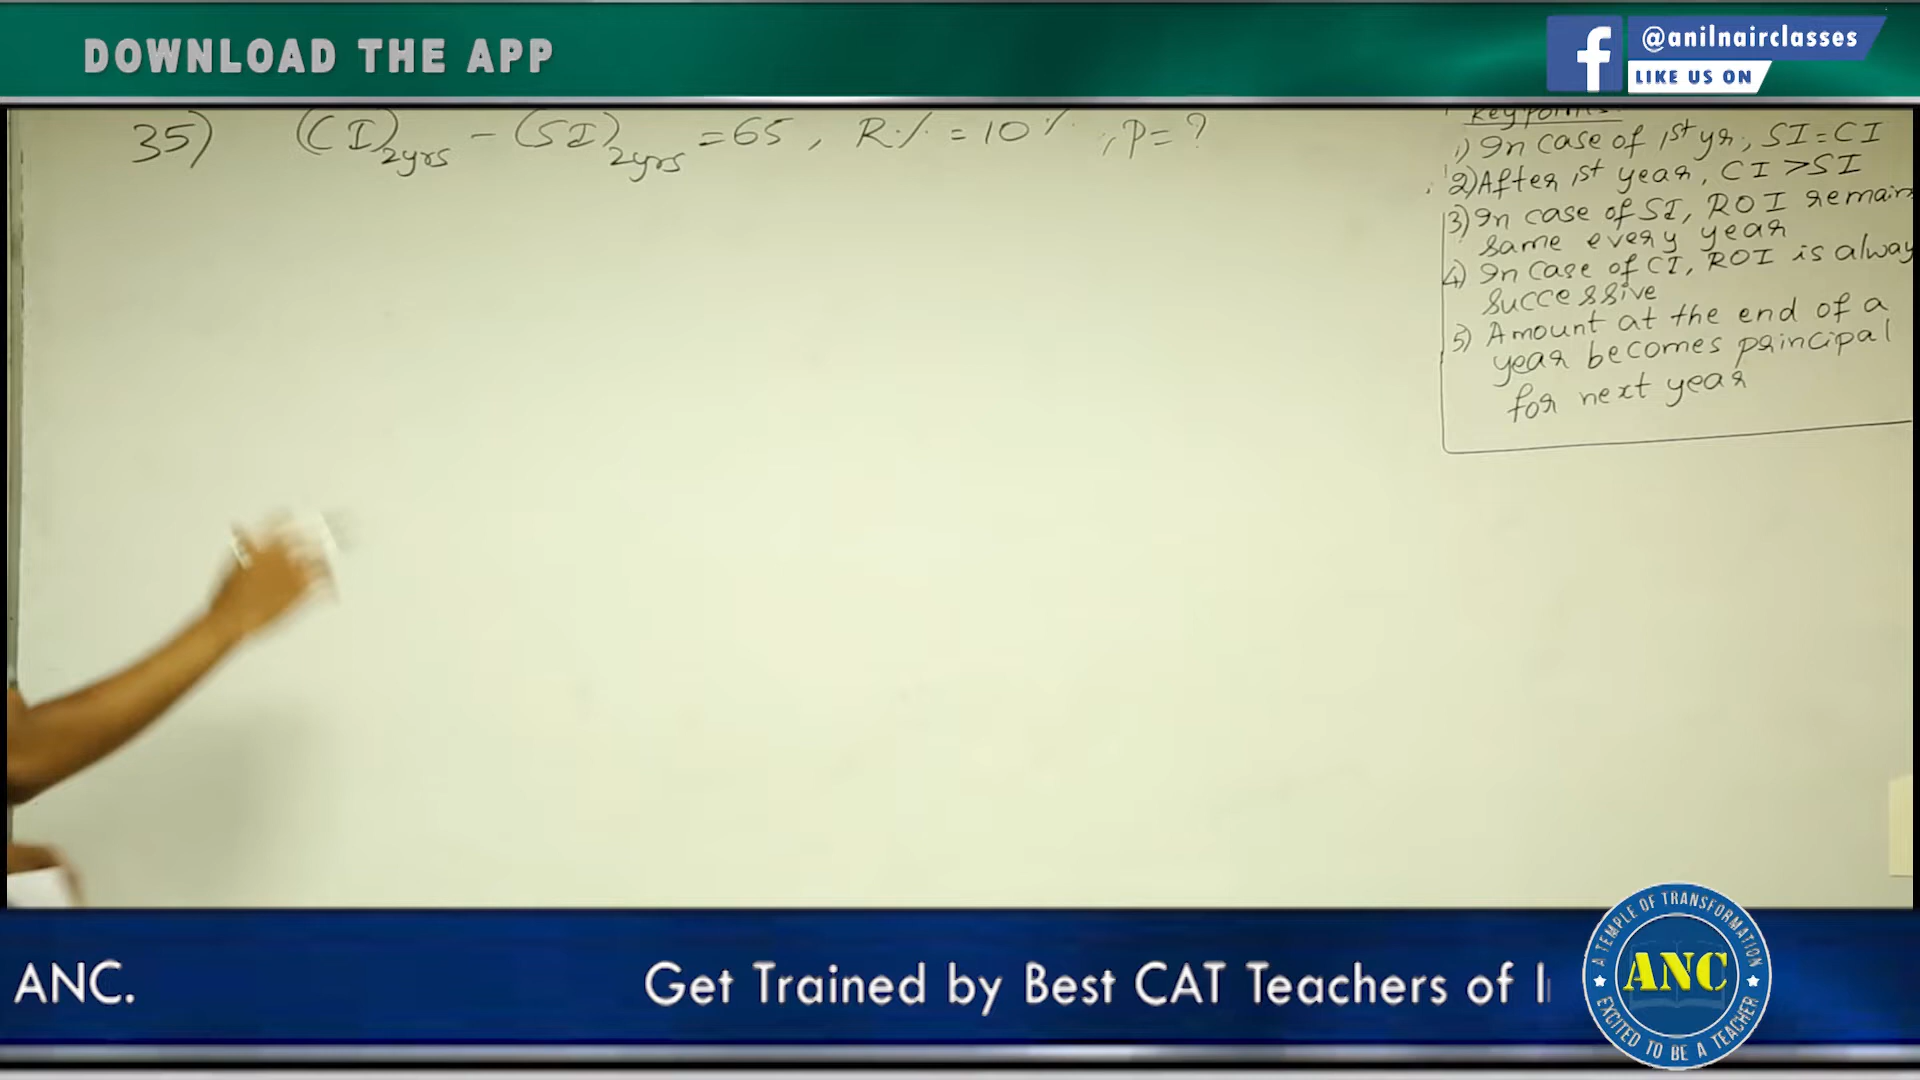 DOWNLOAD THE APP
@anilnairclasses
LIKE US ON
35) (CI)2yrs - (SI)2yrs = 65, R% = 10%, P = ?
Key points
1) In case of 1st yr, SI = CI
2) After 1st year, CI > SI
3) In case of SI, ROI remain
same every year
4) In case of CI, ROI is alway
successive
5) Amount at the end of a
year becomes principal
for next year
ANC.
Get Trained by Best CAT Teachers of I
A TEMPLE OF TRANSFORMATION
ANC
EXCITED TO BE A TEACHER